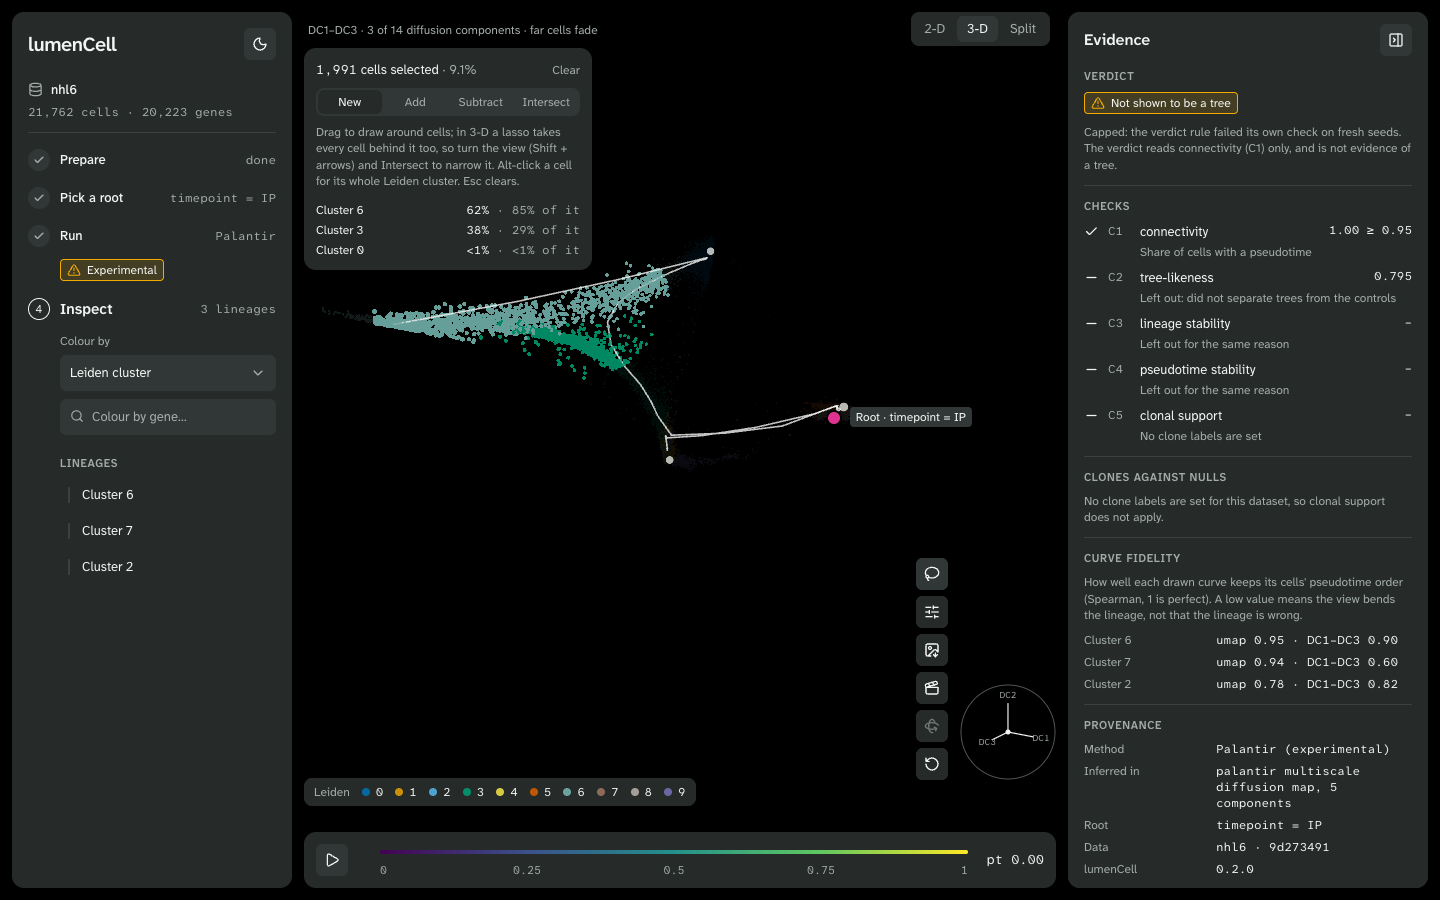 lumenCell
nhl6
21,762 cells · 20,223 genes
Prepare done
Pick a root timepoint = IP
Run Palantir
Experimental
4 Inspect 3 lineages
Colour by
Leiden cluster
Colour by gene...
LINEAGES
Cluster 6
Cluster 7
Cluster 2
DC1–DC3 · 3 of 14 diffusion components · far cells fade
2-D 3-D Split
1,991 cells selected · 9.1% Clear
New Add Subtract Intersect
Drag to draw around cells; in 3-D a lasso takes
every cell behind it too, so turn the view (Shift +
arrows) and Intersect to narrow it. Alt-click a cell
for its whole Leiden cluster. Esc clears.
Cluster 6 62% · 85% of it
Cluster 3 38% · 29% of it
Cluster 0 <1% · <1% of it
Root · timepoint = IP
DC2
DC3
DC1
Leiden 0 1 2 3 4 5 6 7 8 9
0 0.25 0.5 0.75 1
pt 0.00
Evidence
VERDICT
Not shown to be a tree
Capped: the verdict rule failed its own check on fresh seeds.
The verdict reads connectivity (C1) only, and is not evidence of
a tree.
CHECKS
C1 connectivity 1.00 ≥ 0.95
Share of cells with a pseudotime
C2 tree-likeness 0.795
Left out: did not separate trees from the controls
C3 lineage stability –
Left out for the same reason
C4 pseudotime stability –
Left out for the same reason
C5 clonal support –
No clone labels are set
CLONES AGAINST NULLS
No clone labels are set for this dataset, so clonal support
does not apply.
CURVE FIDELITY
How well each drawn curve keeps its cells' pseudotime order
(Spearman, 1 is perfect). A low value means the view bends
the lineage, not that the lineage is wrong.
Cluster 6 umap 0.95 · DC1–DC3 0.90
Cluster 7 umap 0.94 · DC1–DC3 0.60
Cluster 2 umap 0.78 · DC1–DC3 0.82
PROVENANCE
Method Palantir (experimental)
Inferred in palantir multiscale
diffusion map, 5
components
Root timepoint = IP
Data nhl6 · 9d273491
lumenCell 0.2.0